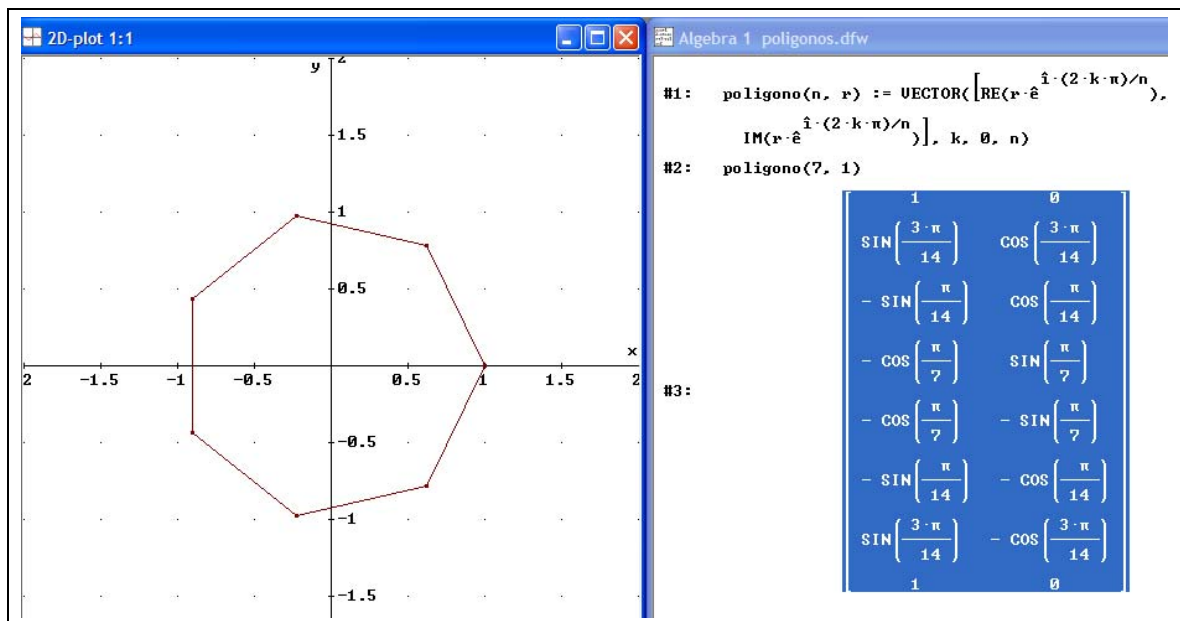 2D-plot 1:1
y 2
1.5
1
0.5
x
2 -1.5 -1 -0.5 0.5 1 1.5 2
-0.5
-1
-1.5
Algebra 1 poligonos.dfw
#1: poligono(n, r) := VECTOR([RE(r·ê^(î·(2·k·π)/n)),
IM(r·ê^(î·(2·k·π)/n))], k, 0, n)
#2: poligono(7, 1)
#3:
1 0
SIN(3·π/14) COS(3·π/14)
- SIN(π/14) COS(π/14)
- COS(π/7) SIN(π/7)
- COS(π/7) - SIN(π/7)
- SIN(π/14) - COS(π/14)
SIN(3·π/14) - COS(3·π/14)
1 0